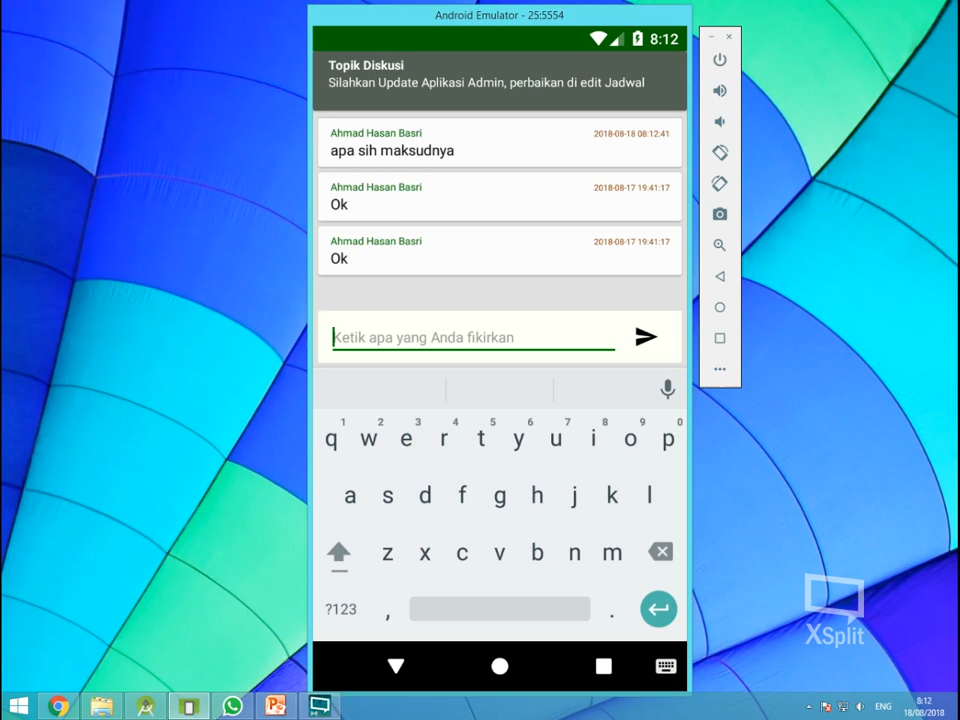 Android Emulator - 25:5554
8:12
Topik Diskusi
Silahkan Update Aplikasi Admin, perbaikan di edit Jadwal
Ahmad Hasan Basri 2018-08-18 08:12:41
apa sih maksudnya
Ahmad Hasan Basri 2018-08-17 19:41:17
Ok
Ahmad Hasan Basri 2018-08-17 19:41:17
Ok
Ketik apa yang Anda fikirkan
1 2 3 4 5 6 7 8 9 0
q w e r t y u i o p
a s d f g h j k l
z x c v b n m
?123 , .
XSplit
ENG
8:12
18/08/2018